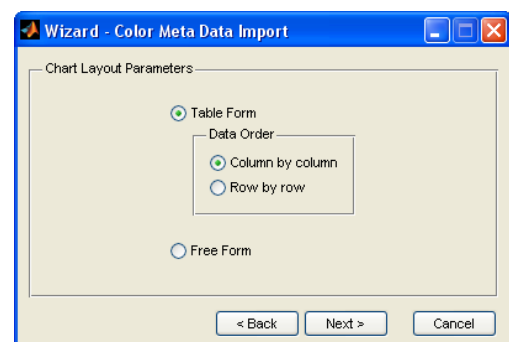 Wizard - Color Meta Data Import
Chart Layout Parameters
Table Form
Data Order
Column by column
Row by row
Free Form
< Back Next > Cancel